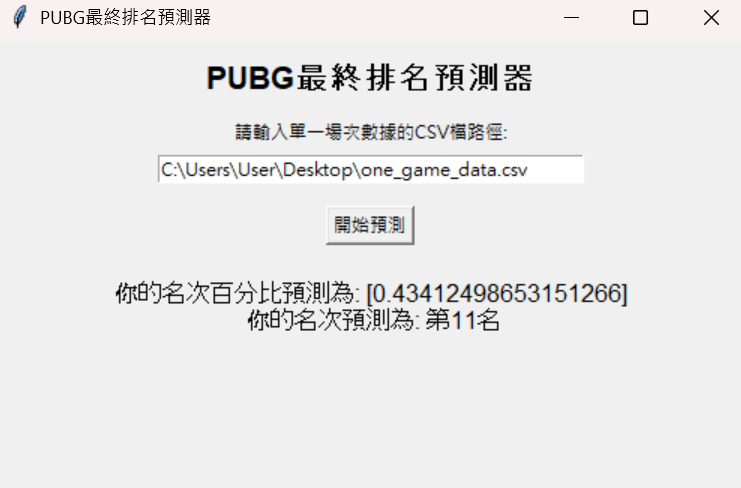 PUBG最終排名預測器
PUBG最終排名預測器
請輸入單一場次數據的CSV檔路徑:
C:\Users\User\Desktop\one_game_data.csv
開始預測
你的名次百分比預測為: [0.43412498653151266]
你的名次預測為: 第11名